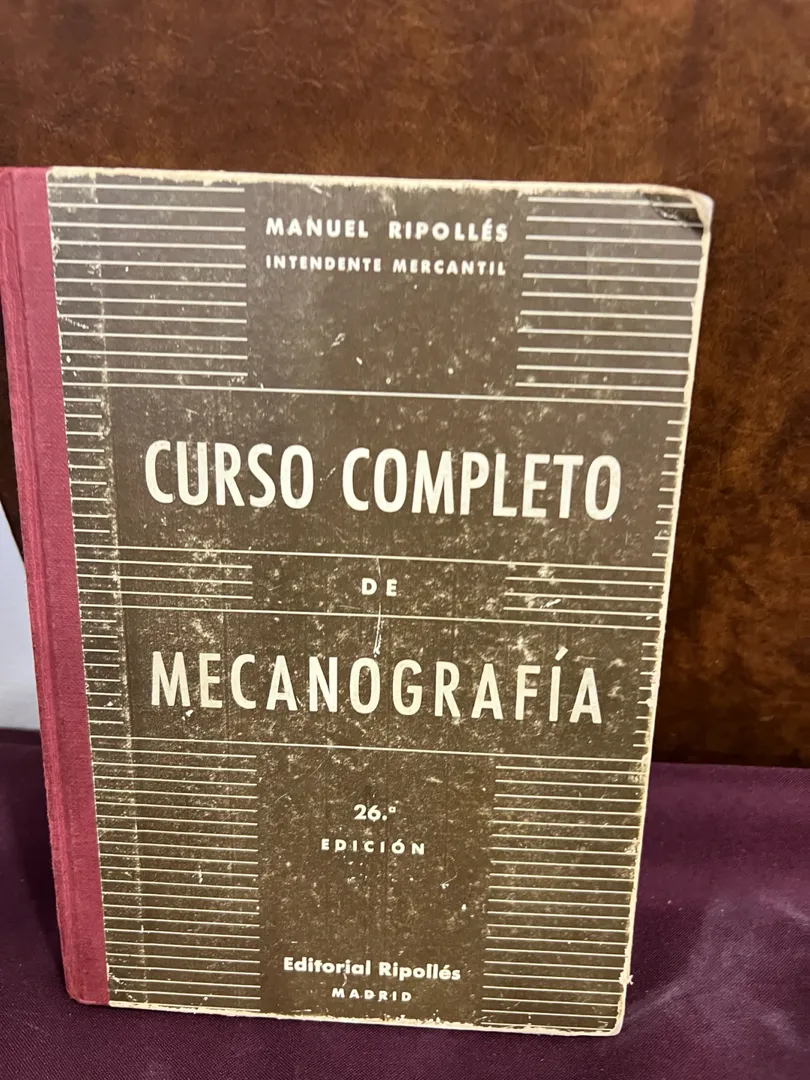 MANUEL RIPOLLÉS
INTENDENTE MERCANTIL
CURSO COMPLETO
DE
MECANOGRAFÍA
26.ª
EDICIÓN
Editorial Ripollés
MADRID